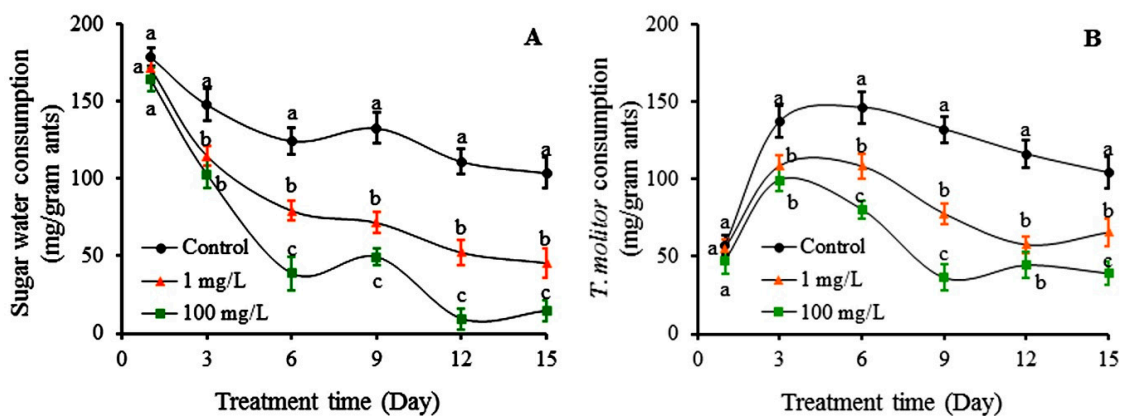 200
A
a
a
a
a
a
a
a
a
150
b
100
b
b
b
b
b
50
c
c
c
c
0
0
3
6
9
12
15
Sugar water consumption
(mg/gram ants)
Control
1 mg/L
100 mg/L
Treatment time (Day)
200
B
a
a
a
a
a
a
a
a
150
b
b
b
100
b
c
b
b
50
c
b
c
0
0
3
6
9
12
15
T. molitor consumption
(mg/gram ants)
Control
1 mg/L
100 mg/L
Treatment time (Day)